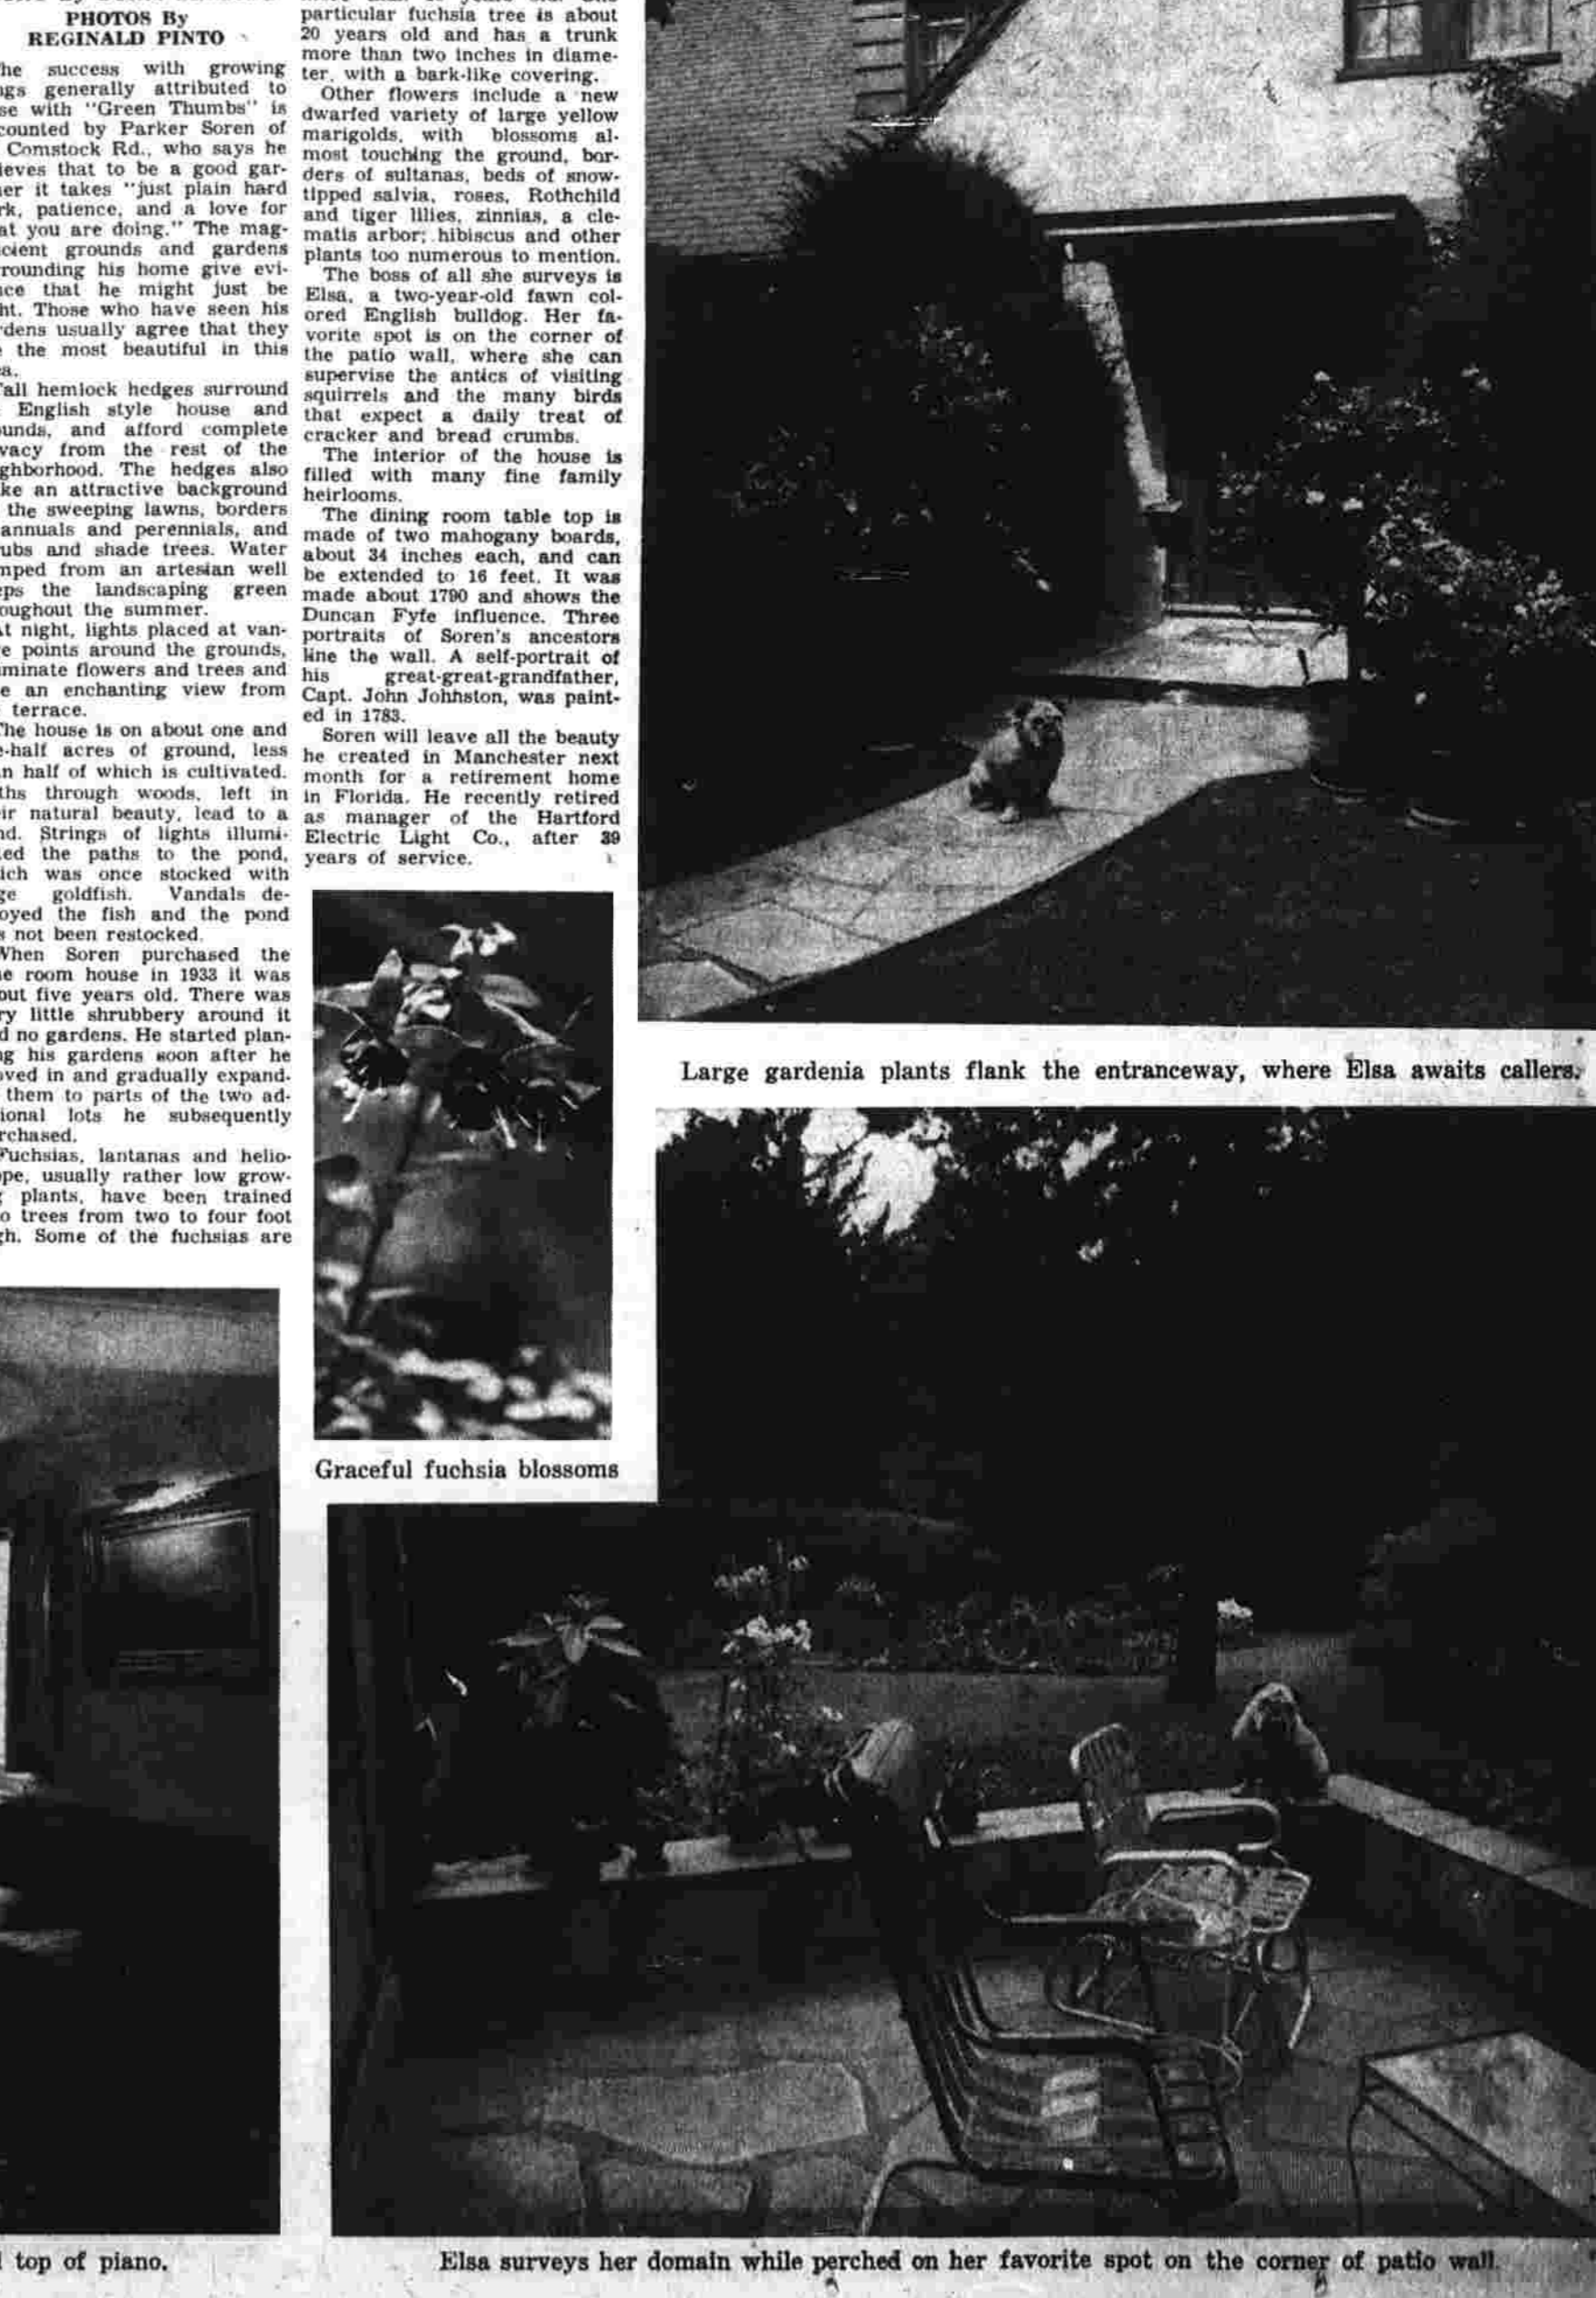 PHOTOS By
REGINALD PINTO
he success with growing
ngs generally attributed to
se with "Green Thumbs" is
counted by Parker Soren of
Comstock Rd., who says he
ieves that to be a good gar-
er it takes "just plain hard
rk, patience, and a love for
at you are doing." The mag-
icient grounds and gardens
rounding his home give evi-
ce that he might just be
ht. Those who have seen his
rdens usually agree that they
e the most beautiful in this
a.
all hemlock hedges surround
English style house and
ounds, and afford complete
vacy from the rest of the
ghborhood. The hedges also
ke an attractive background
the sweeping lawns, borders
annuals and perennials, and
ubs and shade trees. Water
mped from an artesian well
eps the landscaping green
oughout the summer.
t night, lights placed at van-
e points around the grounds,
minate flowers and trees and
e an enchanting view from
terrace.
he house is on about one and
e-half acres of ground, less
n half of which is cultivated.
ths through woods, left in
ir natural beauty, lead to a
nd. Strings of lights illumi-
ed the paths to the pond,
ich was once stocked with
ge goldfish. Vandals de-
oyed the fish and the pond
s not been restocked.
When Soren purchased the
e room house in 1933 it was
out five years old. There was
ry little shrubbery around it
d no gardens. He started plan-
ng his gardens soon after he
oved in and gradually expand-
them to parts of the two ad-
ional lots he subsequently
rchased.
Fuchsias, lantanas and helio-
ope, usually rather low grow-
g plants, have been trained
o trees from two to four foot
gh. Some of the fuchsias are
particular fuchsia tree is about
20 years old and has a trunk
more than two inches in diame-
ter, with a bark-like covering.
Other flowers include a new
dwarfed variety of large yellow
marigolds, with blossoms al-
most touching the ground, bor-
ders of sultanas, beds of snow-
tipped salvia, roses, Rothchild
and tiger lilies, zinnias, a cle-
matis arbor; hibiscus and other
plants too numerous to mention.
The boss of all she surveys is
Elsa, a two-year-old fawn col-
ored English bulldog. Her fa-
vorite spot is on the corner of
the patio wall, where she can
supervise the antics of visiting
squirrels and the many birds
that expect a daily treat of
cracker and bread crumbs.
The interior of the house is
filled with many fine family
heirlooms.
The dining room table top is
made of two mahogany boards,
about 34 inches each, and can
be extended to 16 feet. It was
made about 1790 and shows the
Duncan Fyfe influence. Three
portraits of Soren's ancestors
line the wall. A self-portrait of
his great-great-grandfather,
Capt. John Johnston, was paint-
ed in 1783.
Soren will leave all the beauty
he created in Manchester next
month for a retirement home
in Florida. He recently retired
as manager of the Hartford
Electric Light Co., after 39
years of service.
Large gardenia plants flank the entranceway, where Elsa awaits callers.
Graceful fuchsia blossoms
top of piano.
Elsa surveys her domain while perched on her favorite spot on the corner of patio wall.